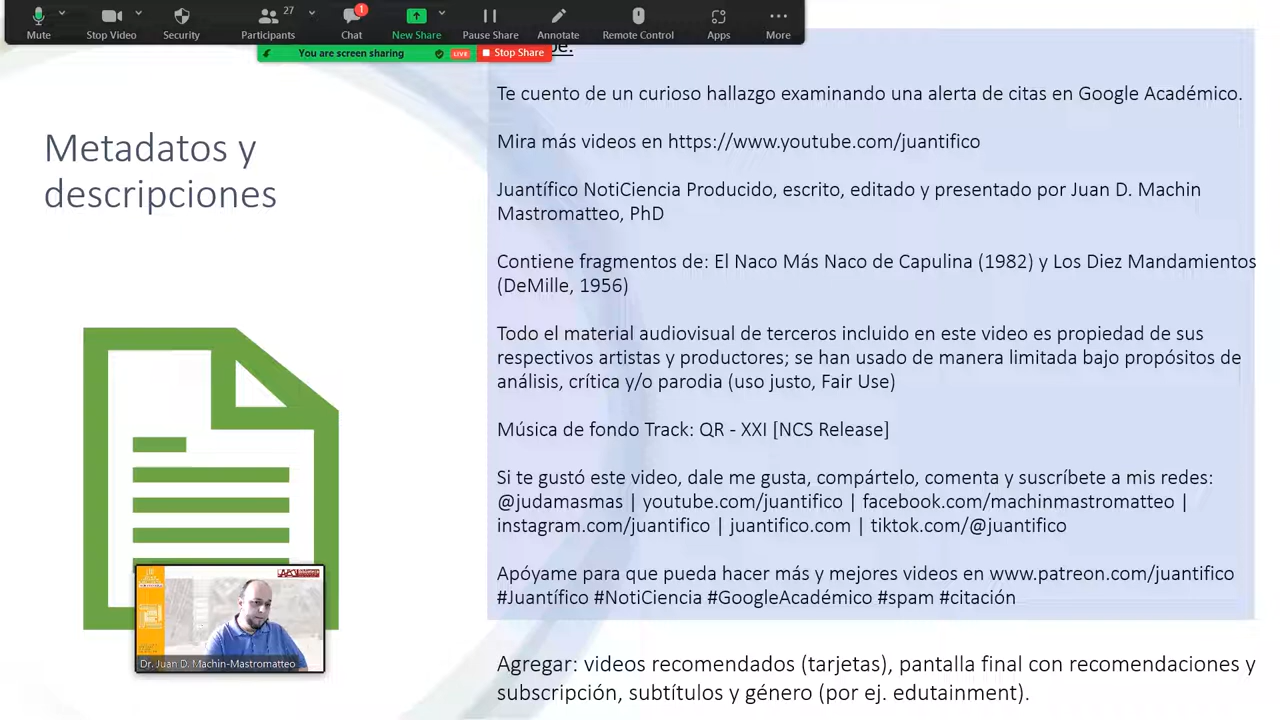 Mute
Stop Video
Security
27
Participants
1
Chat
New Share
Pause Share
Annotate
Remote Control
Apps
More
You are screen sharing
LIVE
Stop Share
Metadatos y
descripciones
Te cuento de un curioso hallazgo examinando una alerta de citas en Google Académico.
Mira más videos en https://www.youtube.com/juantifico
Juantífico NotiCiencia Producido, escrito, editado y presentado por Juan D. Machin
Mastromatteo, PhD
Contiene fragmentos de: El Naco Más Naco de Capulina (1982) y Los Diez Mandamientos
(DeMille, 1956)
Todo el material audiovisual de terceros incluido en este video es propiedad de sus
respectivos artistas y productores; se han usado de manera limitada bajo propósitos de
análisis, crítica y/o parodia (uso justo, Fair Use)
Música de fondo Track: QR - XXI [NCS Release]
Si te gustó este video, dale me gusta, compártelo, comenta y suscríbete a mis redes:
@judamasmas | youtube.com/juantifico | facebook.com/machinmastromatteo |
instagram.com/juantifico | juantifico.com | tiktok.com/@juantifico
Apóyame para que pueda hacer más y mejores videos en www.patreon.com/juantifico
#Juantífico #NotiCiencia #GoogleAcadémico #spam #citación
Agregar: videos recomendados (tarjetas), pantalla final con recomendaciones y
subscripción, subtítulos y género (por ej. edutainment).
Dr. Juan D. Machin-Mastromatteo